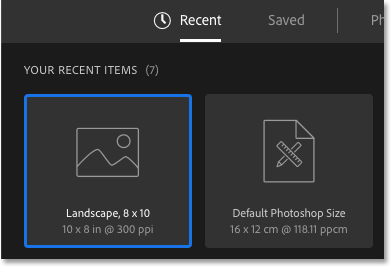 Recent Saved Ph
YOUR RECENT ITEMS (7)
Landscape, 8 x 10
10 x 8 in @ 300 ppi
Default Photoshop Size
16 x 12 cm @ 118.11 ppcm